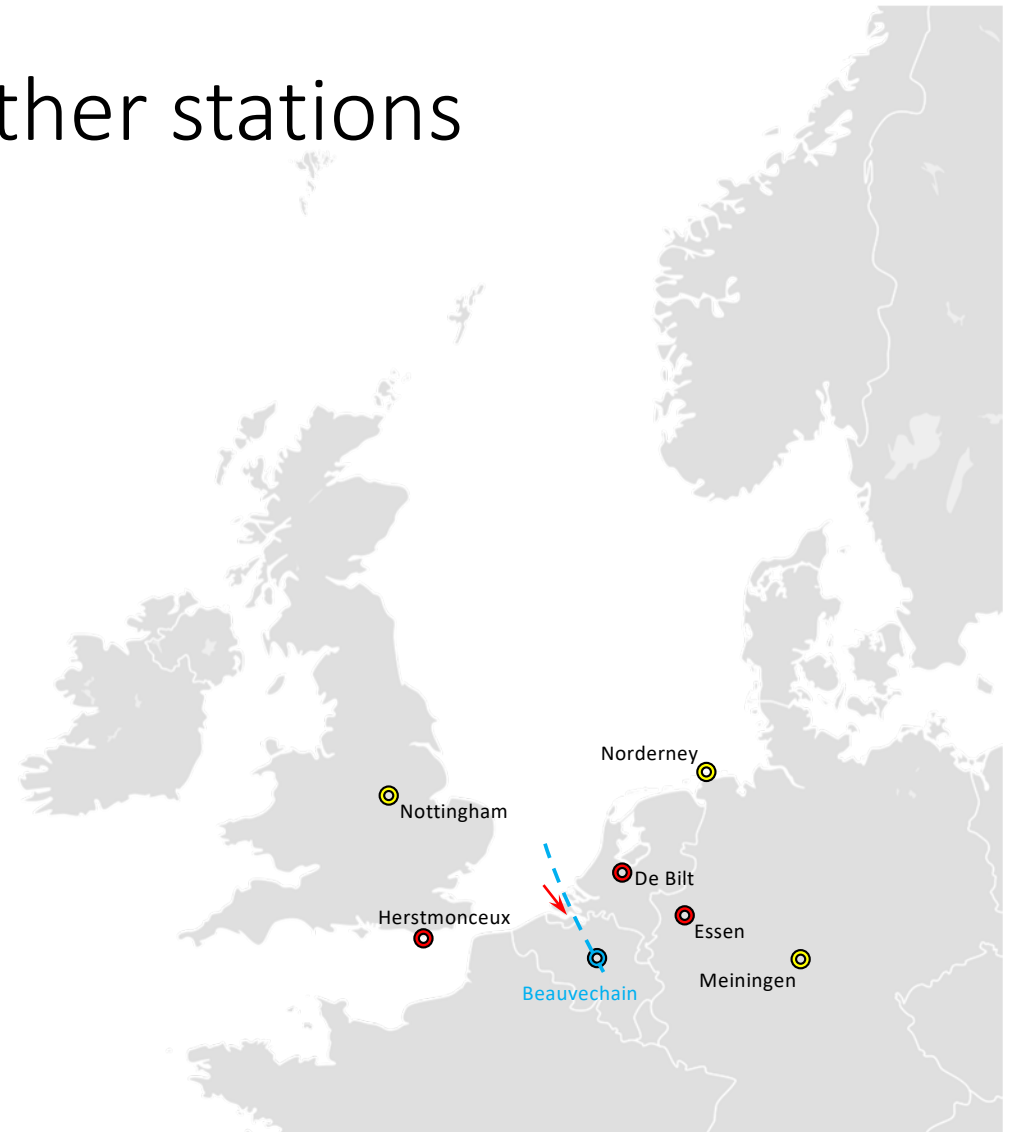 ther stations
Norderney
Nottingham
De Bilt
Herstmonceux
Essen
Meiningen
Beauvechain